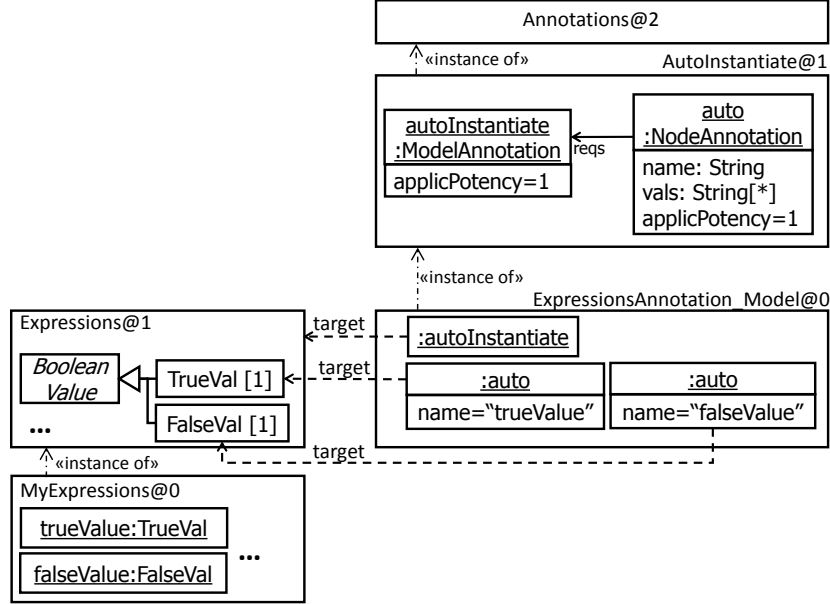 Annotations@2
«instance of»
AutoInstantiate@1
autoInstantiate
:ModelAnnotation
applicPotency=1
reqs
auto
:NodeAnnotation
name: String
vals: String[*]
applicPotency=1
«instance of»
ExpressionsAnnotation_Model@0
Expressions@1
Boolean
Value
TrueVal [1]
FalseVal [1]
...
target
:autoInstantiate
target
:auto
name=“trueValue”
:auto
name=“falseValue”
target
«instance of»
MyExpressions@0
trueValue:TrueVal
falseValue:FalseVal
...